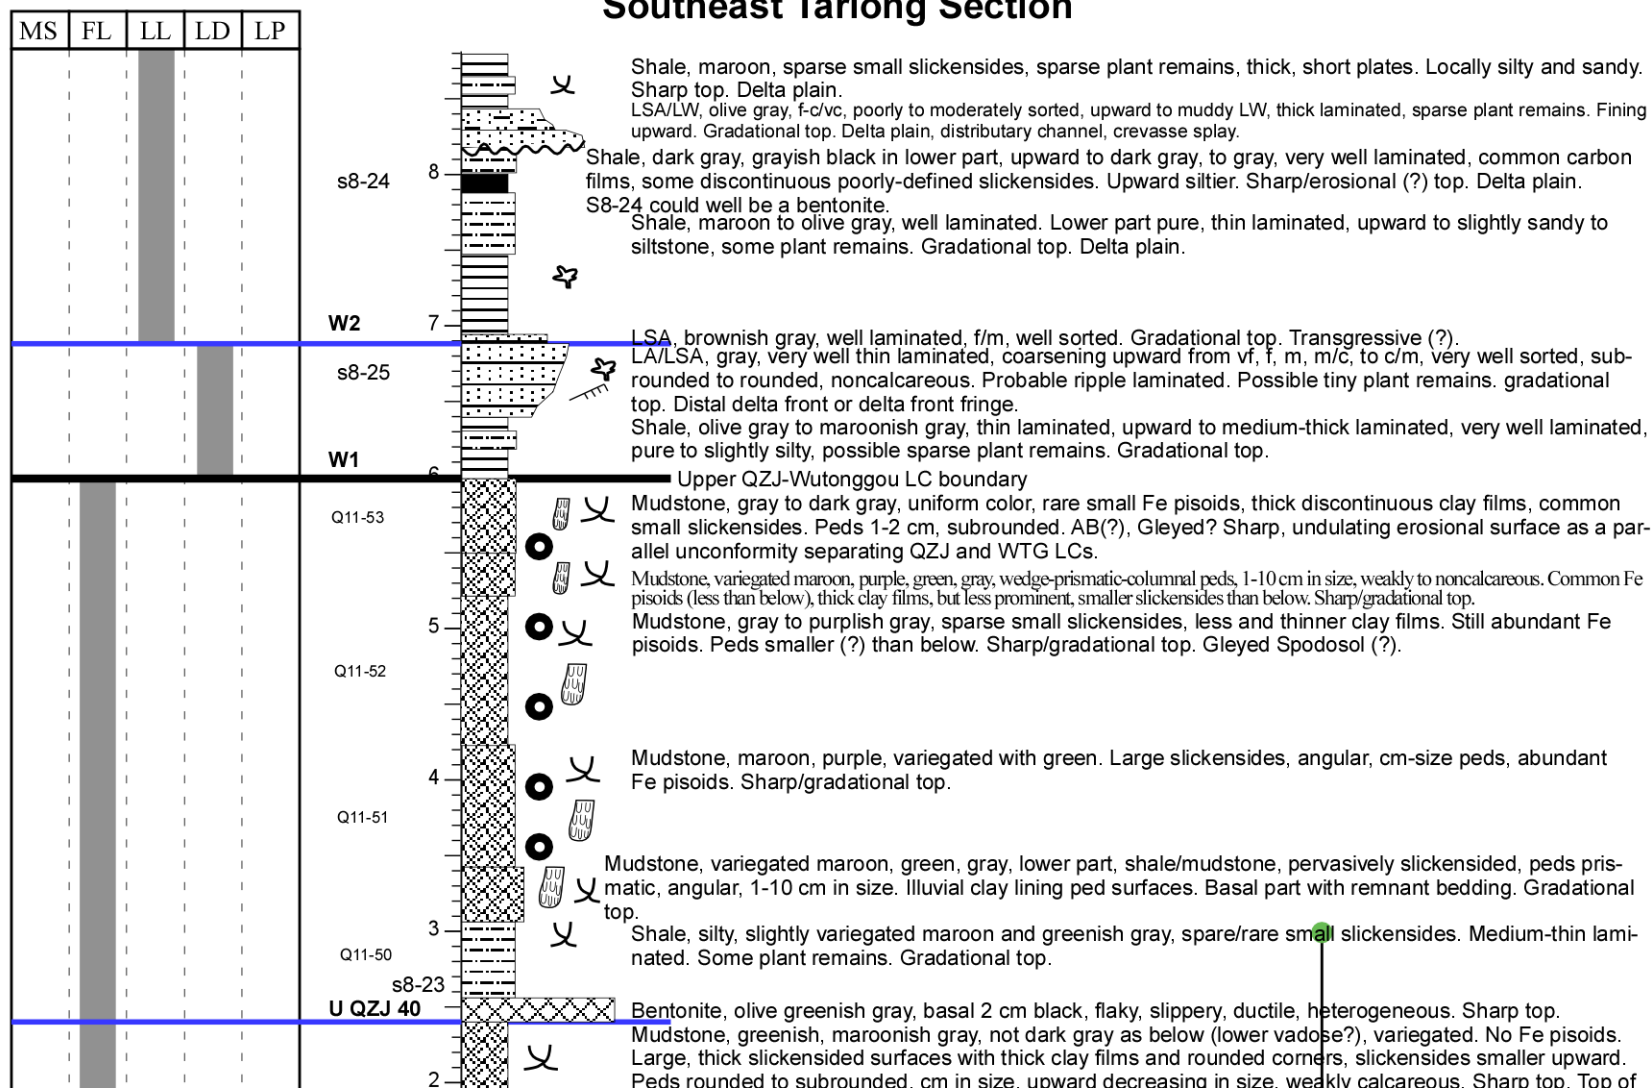 Southeast Tarlong Section
MS FL LL LD LP
Shale, maroon, sparse small slickensides, sparse plant remains, thick, short plates. Locally silty and sandy.
Sharp top. Delta plain.
LSA/LW, olive gray, f-c/vc, poorly to moderately sorted, upward to muddy LW, thick laminated, sparse plant remains. Fining
upward. Gradational top. Delta plain, distributary channel, crevasse splay.
Shale, dark gray, grayish black in lower part, upward to dark gray, to gray, very well laminated, common carbon
s8-24
8
films, some discontinuous poorly-defined slickensides. Upward siltier. Sharp/erosional (?) top. Delta plain.
S8-24 could well be a bentonite.
Shale, maroon to olive gray, well laminated. Lower part pure, thin laminated, upward to slightly sandy to
siltstone, some plant remains. Gradational top. Delta plain.
W2
7
LSA, brownish gray, well laminated, f/m, well sorted. Gradational top. Transgressive (?).
LA/LSA, gray, very well thin laminated, coarsening upward from vf, f, m, m/c, to c/m, very well sorted, sub-
s8-25
rounded to rounded, noncalcareous. Probable ripple laminated. Possible tiny plant remains. gradational
top. Distal delta front or delta front fringe.
Shale, olive gray to maroonish gray, thin laminated, upward to medium-thick laminated, very well laminated,
pure to slightly silty, possible sparse plant remains. Gradational top.
W1
6
Upper QZJ-Wutonggou LC boundary
Mudstone, gray to dark gray, uniform color, rare small Fe pisoids, thick discontinuous clay films, common
Q11-53
small slickensides. Peds 1-2 cm, subrounded. AB(?), Gleyed? Sharp, undulating erosional surface as a par-
allel unconformity separating QZJ and WTG LCs.
Mudstone, variegated maroon, purple, green, gray, wedge-prismatic-columnal peds, 1-10 cm in size, weakly to noncalcareous. Common Fe
pisoids (less than below), thick clay films, but less prominent, smaller slickensides than below. Sharp/gradational top.
5
Mudstone, gray to purplish gray, sparse small slickensides, less and thinner clay films. Still abundant Fe
pisoids. Peds smaller (?) than below. Sharp/gradational top. Gleyed Spodosol (?).
Q11-52
Mudstone, maroon, purple, variegated with green. Large slickensides, angular, cm-size peds, abundant
4
Fe pisoids. Sharp/gradational top.
Q11-51
Mudstone, variegated maroon, green, gray, lower part, shale/mudstone, pervasively slickensided, peds pris-
matic, angular, 1-10 cm in size. Illuvial clay lining ped surfaces. Basal part with remnant bedding. Gradational
top.
3
Shale, silty, slightly variegated maroon and greenish gray, spare/rare small slickensides. Medium-thin lami-
Q11-50
nated. Some plant remains. Gradational top.
s8-23
U QZJ 40
Bentonite, olive greenish gray, basal 2 cm black, flaky, slippery, ductile, heterogeneous. Sharp top.
Mudstone, greenish, maroonish gray, not dark gray as below (lower vadose?), variegated. No Fe pisoids.
Large, thick slickensided surfaces with thick clay films and rounded corners, slickensides smaller upward.
2
Peds rounded to subrounded, cm in size, upward decreasing in size, weakly calcareous. Sharp top. Top of